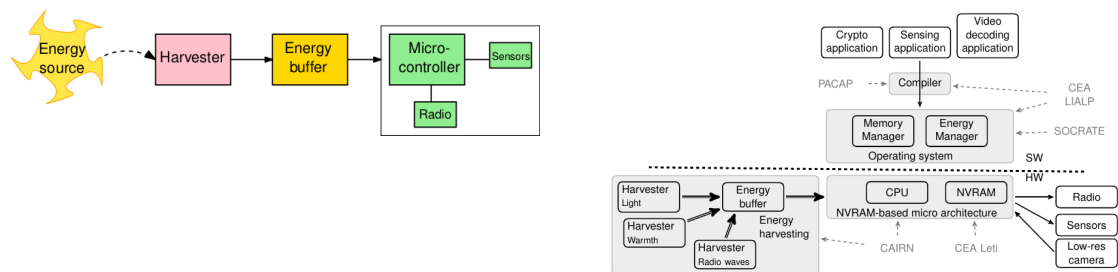 Energy
source
Harvester
Energy
buffer
Micro-
controller
Sensors
Radio
Crypto
application
Sensing
application
Video
decoding
application
PACAP
Compiler
CEA
LIALP
Memory
Manager
Energy
Manager
SOCRATE
Operating system
SW
HW
Harvester
Light
Energy
buffer
CPU
NVRAM
NVRAM-based micro architecture
Radio
Harvester
Warmth
Energy
harvesting
Sensors
Harvester
Radio waves
CAIRN
CEA Leti
Low-res
camera